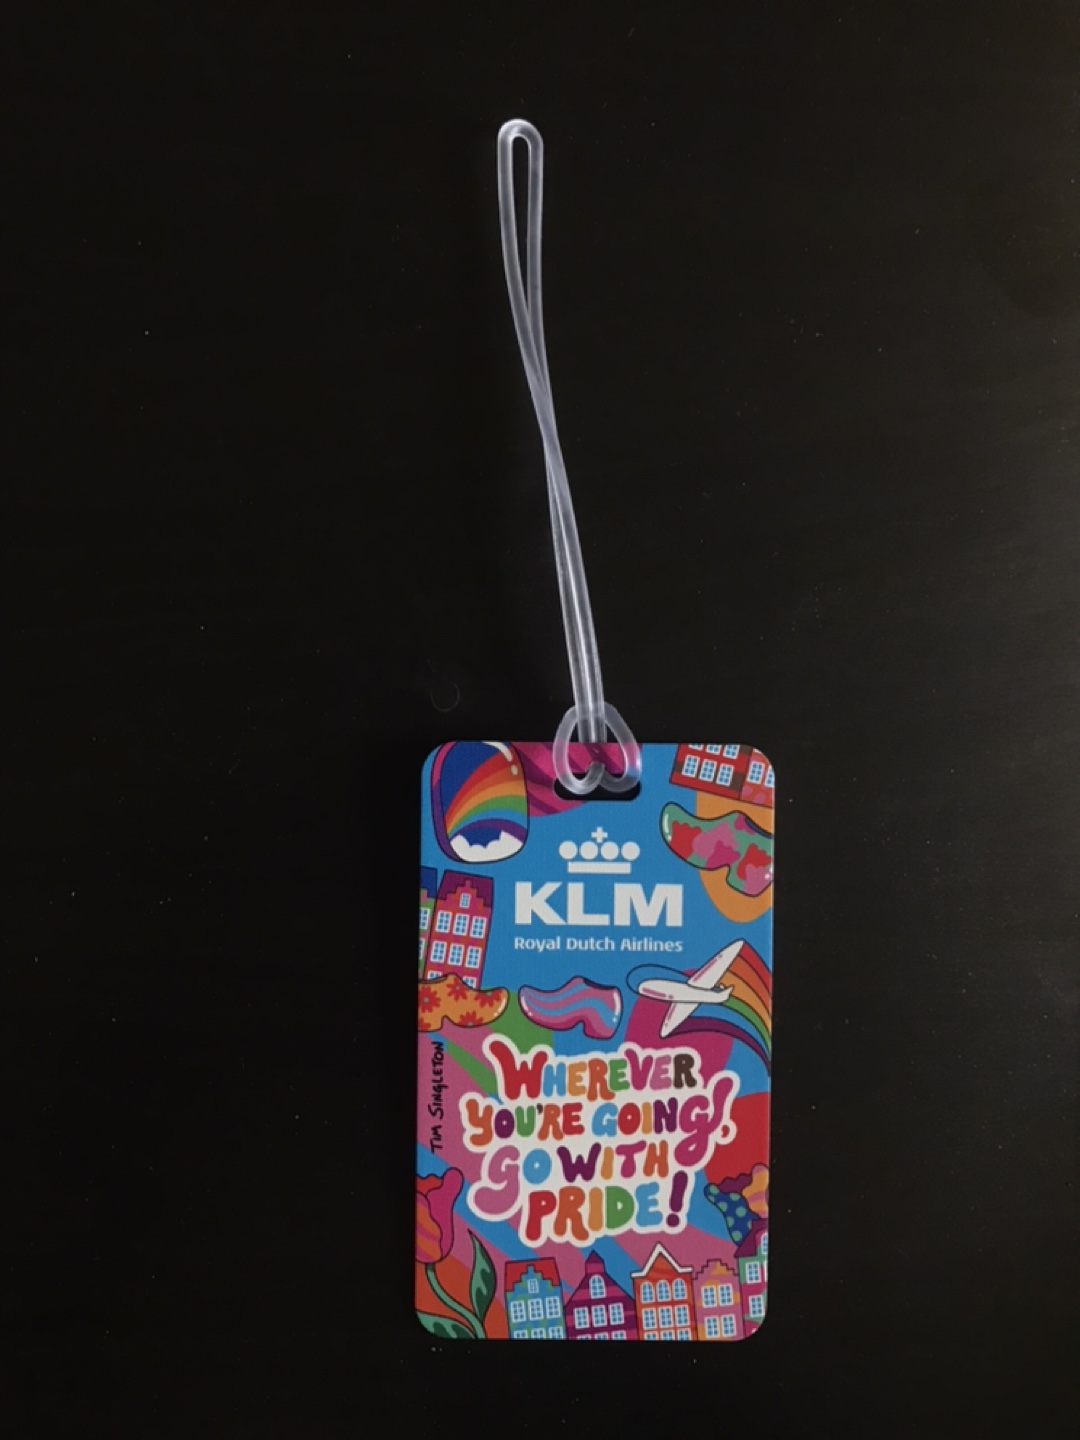 KLM
Royal Dutch Airlines
TIM SINGLETON
WHEREVER
YOU'RE GOING,
GO WITH
PRIDE!